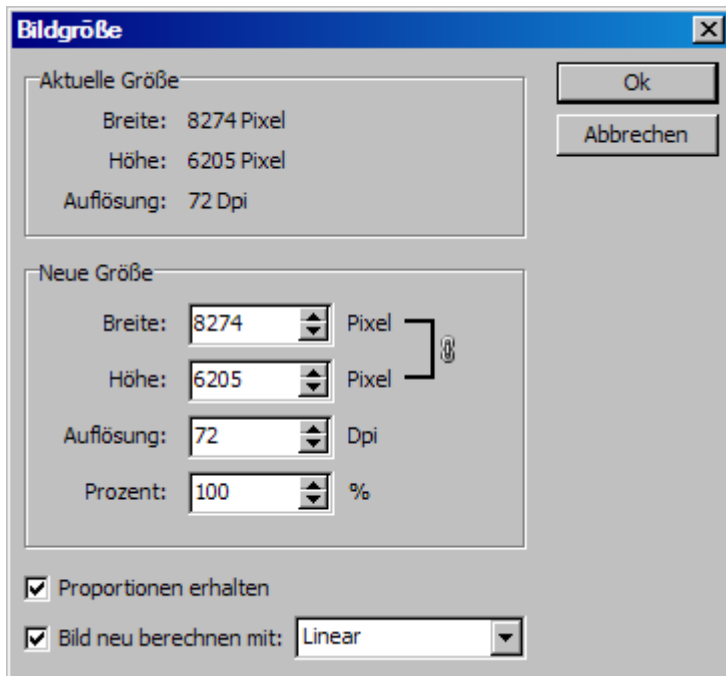 Bildgröße
Aktuelle Größe
Breite: 8274 Pixel
Höhe: 6205 Pixel
Auflösung: 72 Dpi
Ok
Abbrechen
Neue Größe
Breite: 8274 Pixel
Höhe: 6205 Pixel
Auflösung: 72 Dpi
Prozent: 100 %
Proportionen erhalten
Bild neu berechnen mit: Linear